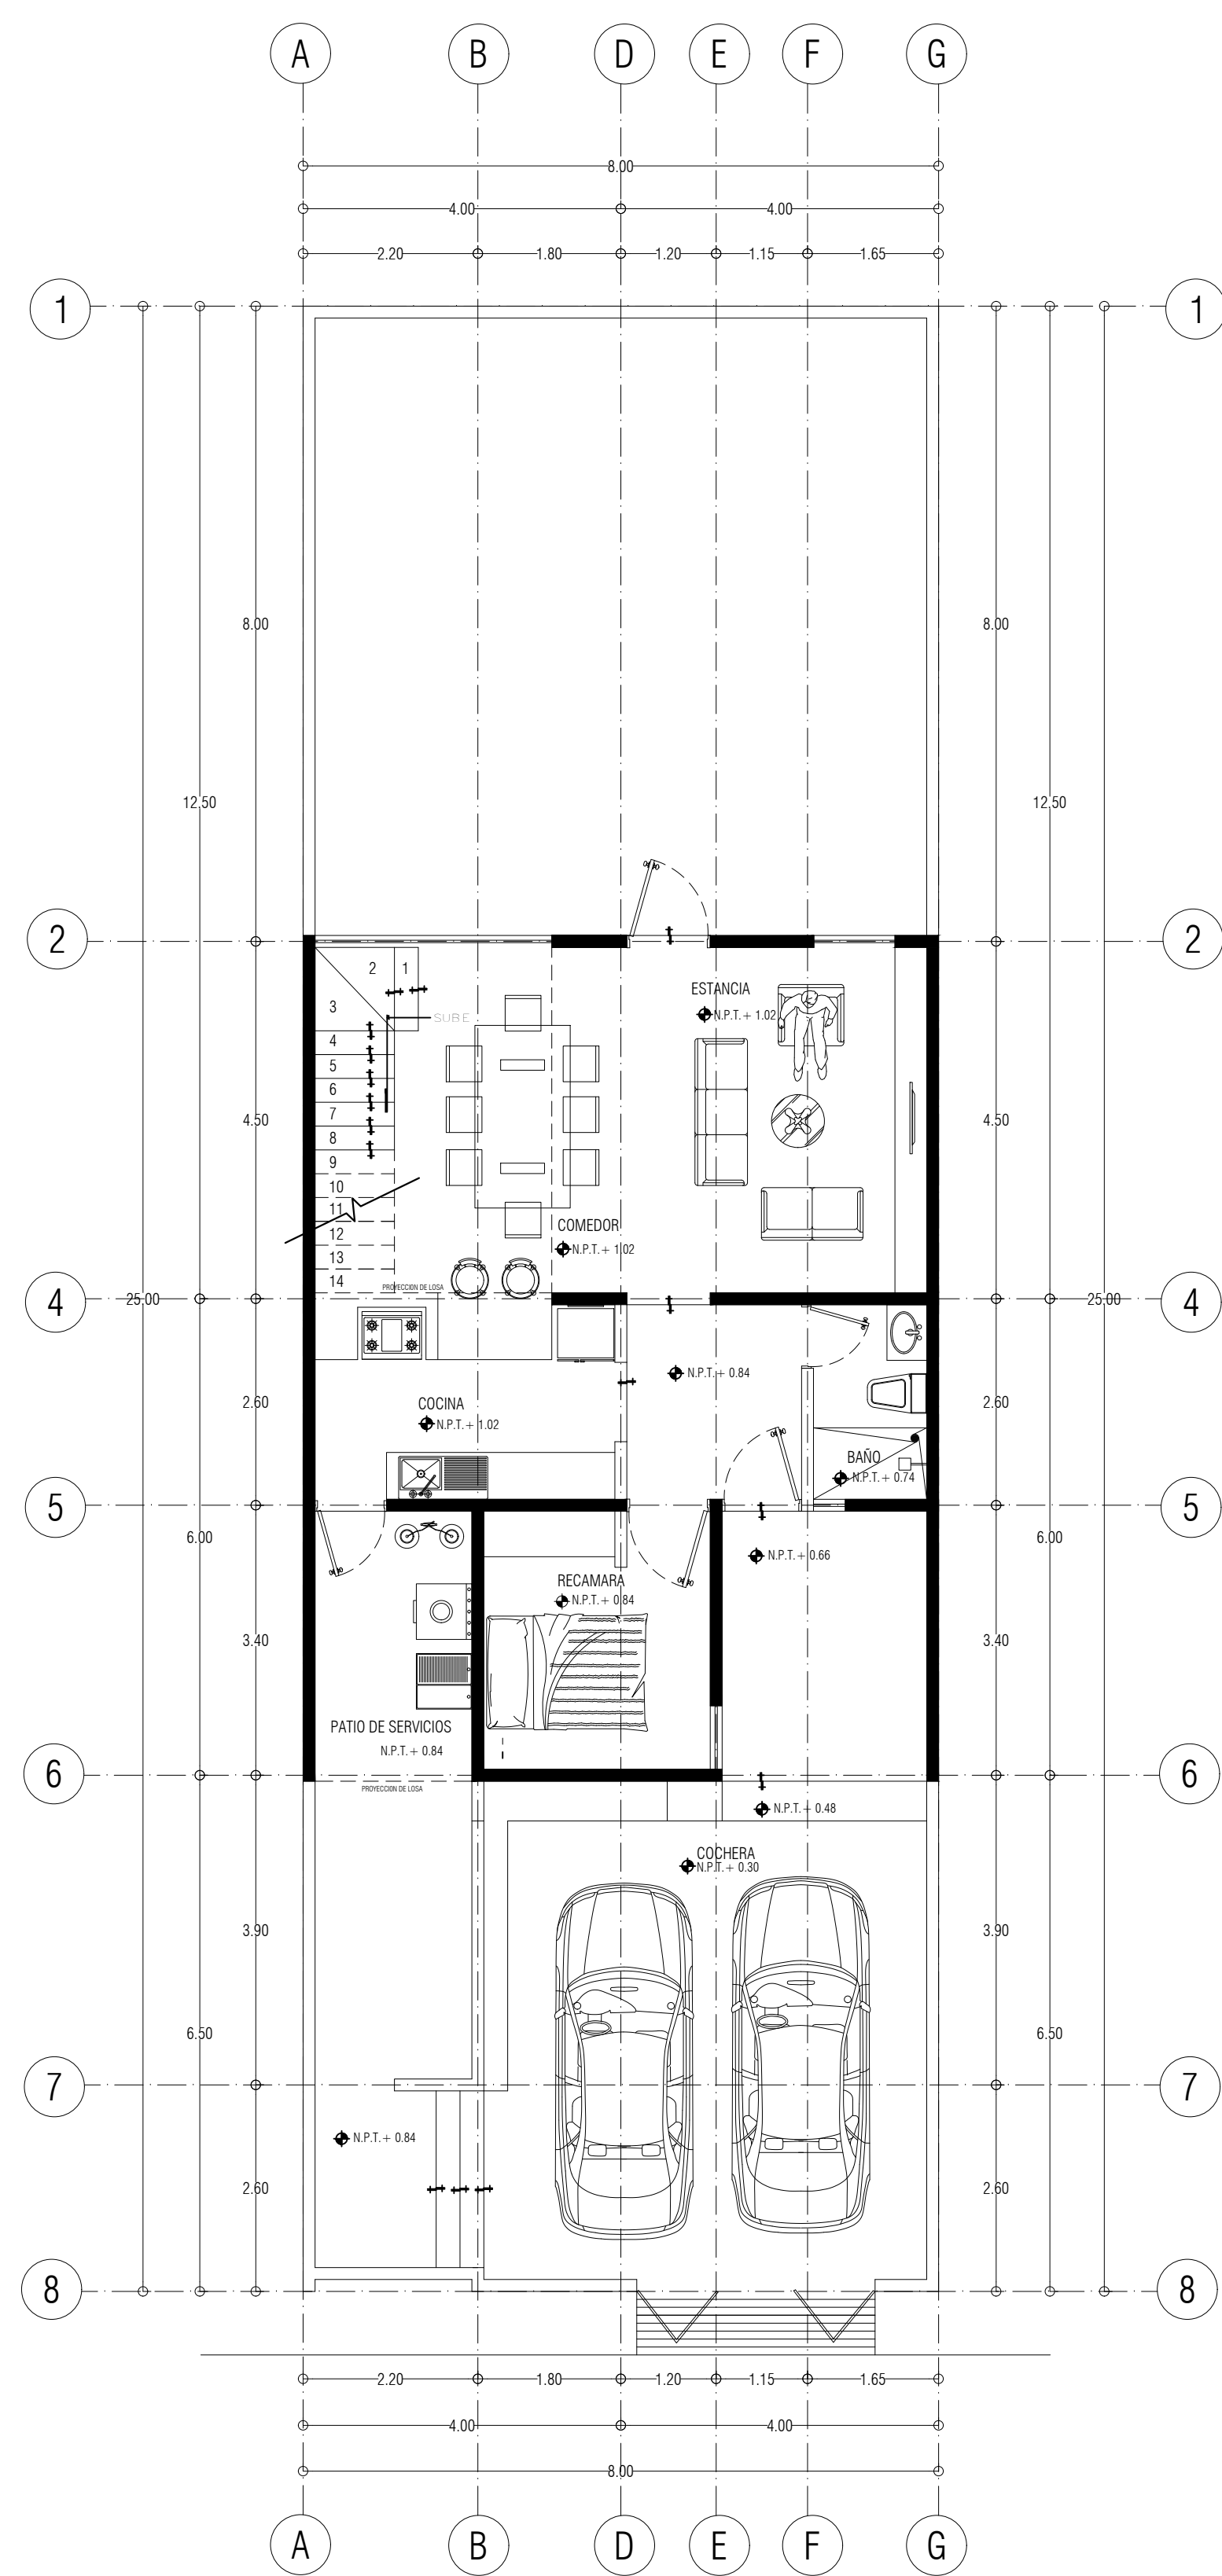 A B D E F G
8.00
4.00 4.00
2.20 1.80 1.20 1.15 1.65
1 1
8.00 8.00
12.50 12.50
2 2
2 1
ESTANCIA
3
N.P.T.+ 1.02
SUBE
4
5
6
7
4.50 4.50
8
9
10
11
COMEDOR
12
N.P.T.+ 1.02
13
14
PROYECCION DE LOSA
4 4
25.00 25.00
N.P.T.+ 0.84
2.60 2.60
COCINA
N.P.T.+ 1.02
BAÑO
N.P.T.+ 0.74
5 5
6.00 6.00
N.P.T.+ 0.66
RECAMARA
N.P.T.+ 0.84
3.40 3.40
PATIO DE SERVICIOS
N.P.T.+ 0.84
6 6
PROYECCION DE LOSA
N.P.T.+ 0.48
COCHERA
N.P.T.+ 0.30
3.90 3.90
6.50 6.50
7 7
N.P.T.+ 0.84
2.60 2.60
8 8
2.20 1.80 1.20 1.15 1.65
4.00 4.00
8.00
A B D E F G